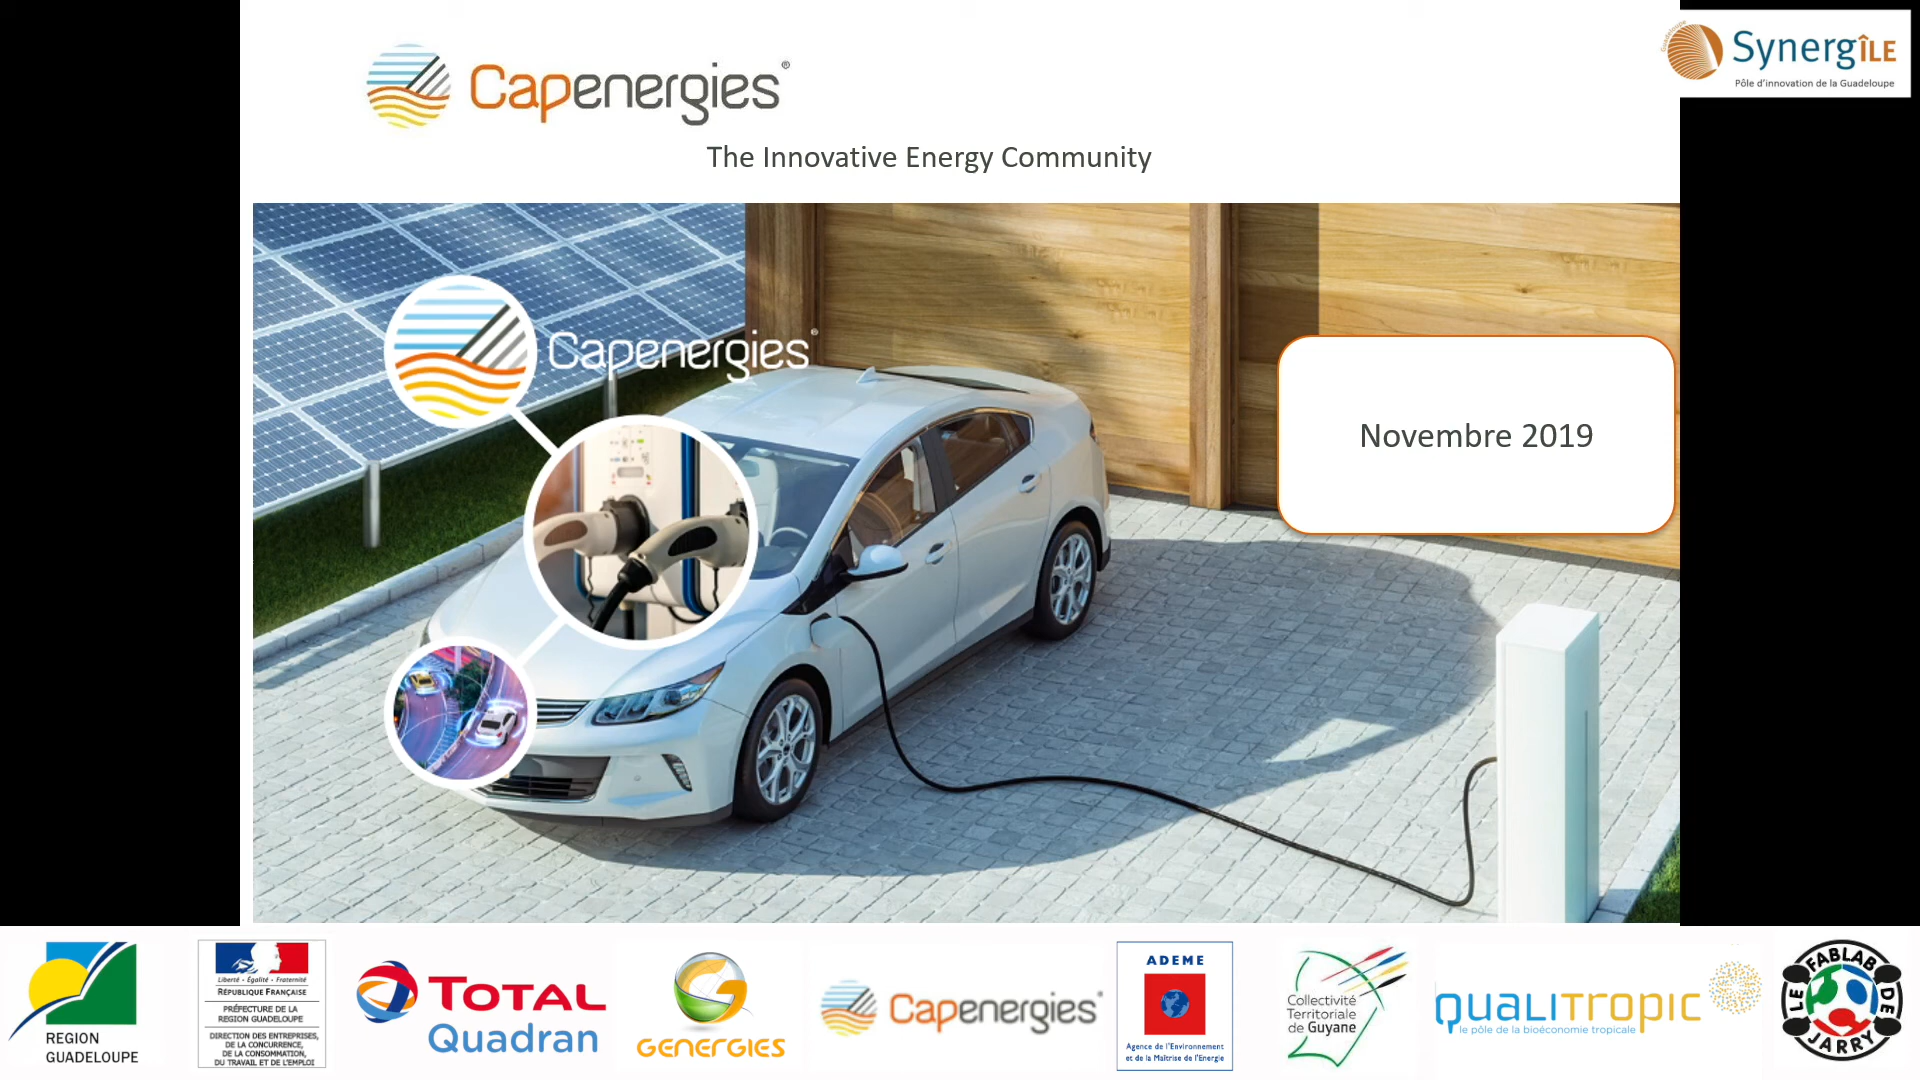 Capenergies®
The Innovative Energy Community
Guadeloupe
SynergÎLE
Pôle d'innovation de la Guadeloupe
Capenergies®
Novembre 2019
REGION
GUADELOUPE
Liberté • Égalité • Fraternité
RÉPUBLIQUE FRANÇAISE
PRÉFECTURE DE LA
REGION GUADELOUPE
DIRECTION DES ENTREPRISES,
DE LA CONCURRENCE,
DE LA CONSOMMATION,
DU TRAVAIL ET DE L'EMPLOI
TOTAL
Quadran
GENERGIES
Capenergies®
ADEME
Agence de l'Environnement
et de la Maîtrise de l'Energie
Collectivité
Territoriale
de Guyane
QUALITROPIC
le pôle de la bioéconomie tropicale
LE FABLAB DE JARRY